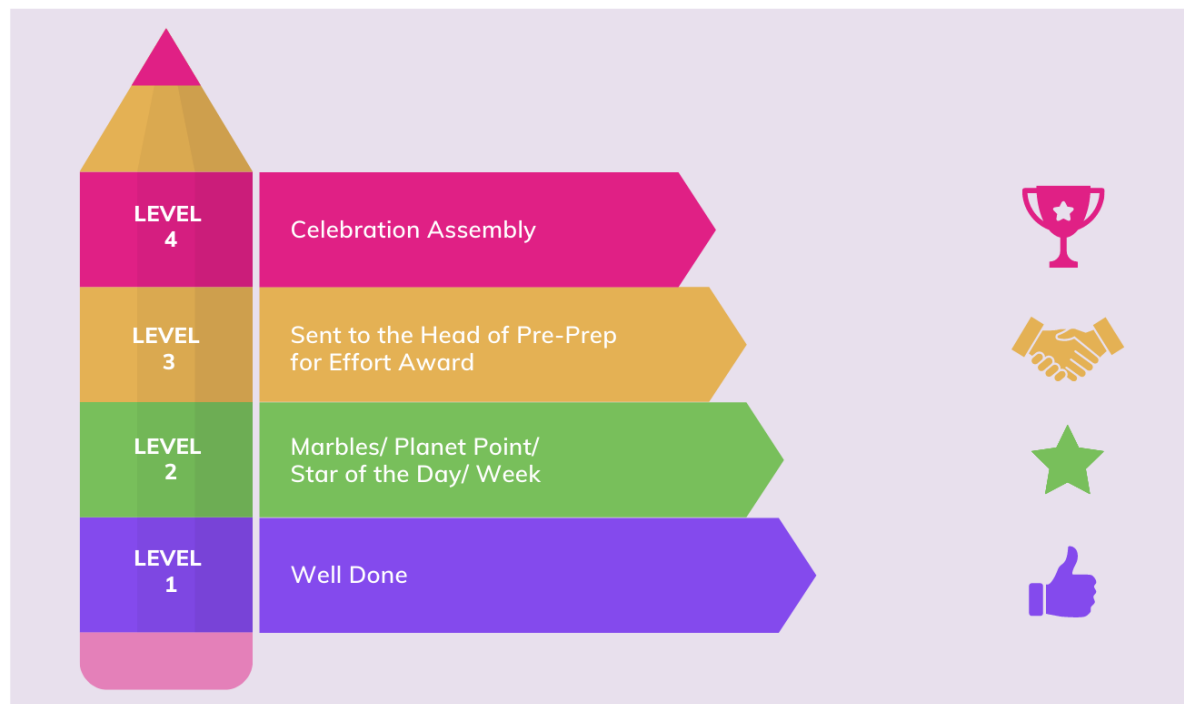 LEVEL
4
Celebration Assembly
LEVEL
3
Sent to the Head of Pre-Prep
for Effort Award
LEVEL
2
Marbles/ Planet Point/
Star of the Day/ Week
LEVEL
1
Well Done